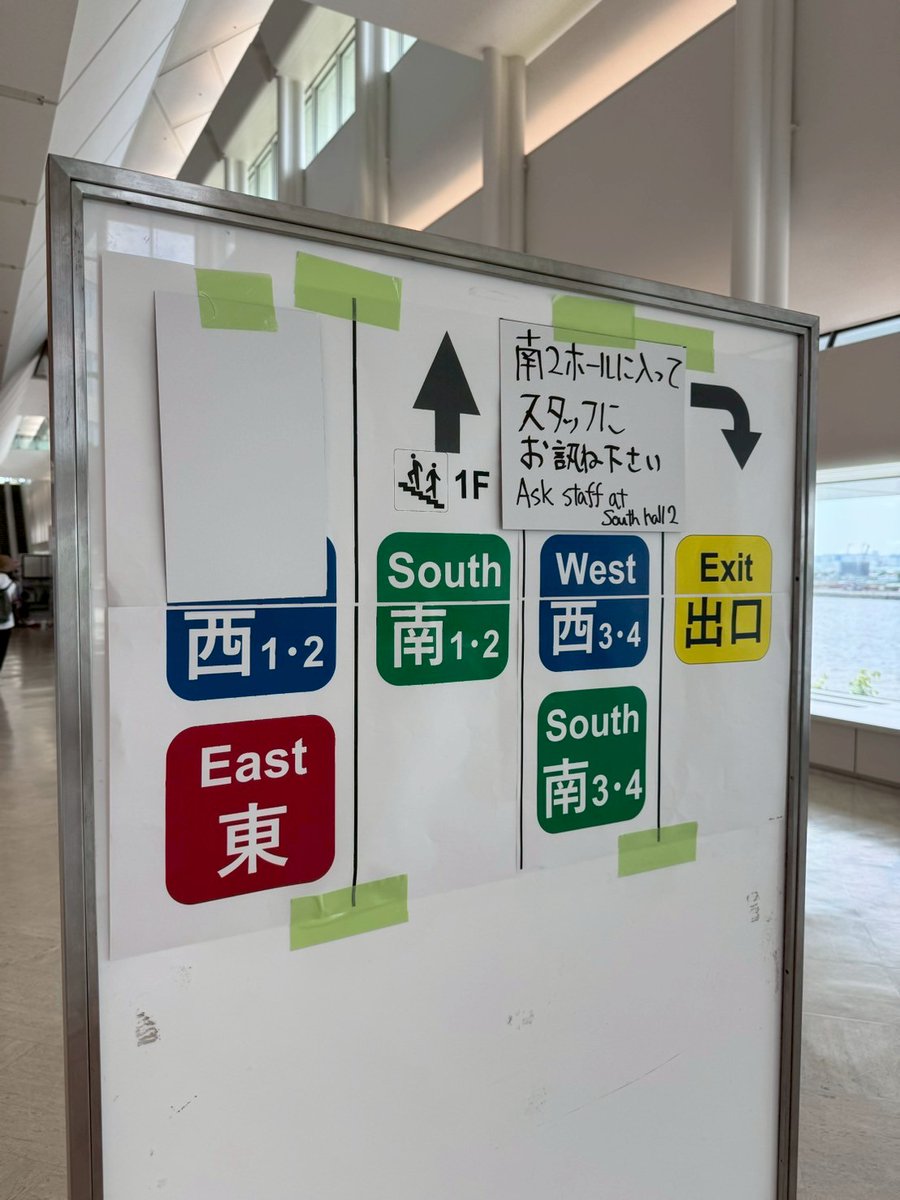 西1・2
East
東
1F
South
南1・2
南2ホールに入って
スタッフに
お訊ね下さい
Ask staff at
South hall 2
West
西3・4
South
南3・4
Exit
出口